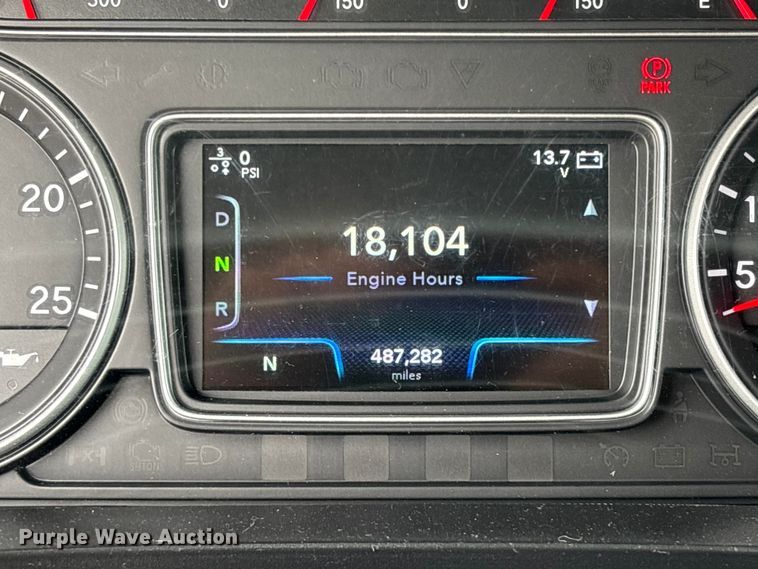 300 150 0 150 E
P
PARK
3 0 PSI
13.7 V
D
N
R
18,104
Engine Hours
N
487,282
miles
20
25
1
5
Purple Wave Auction